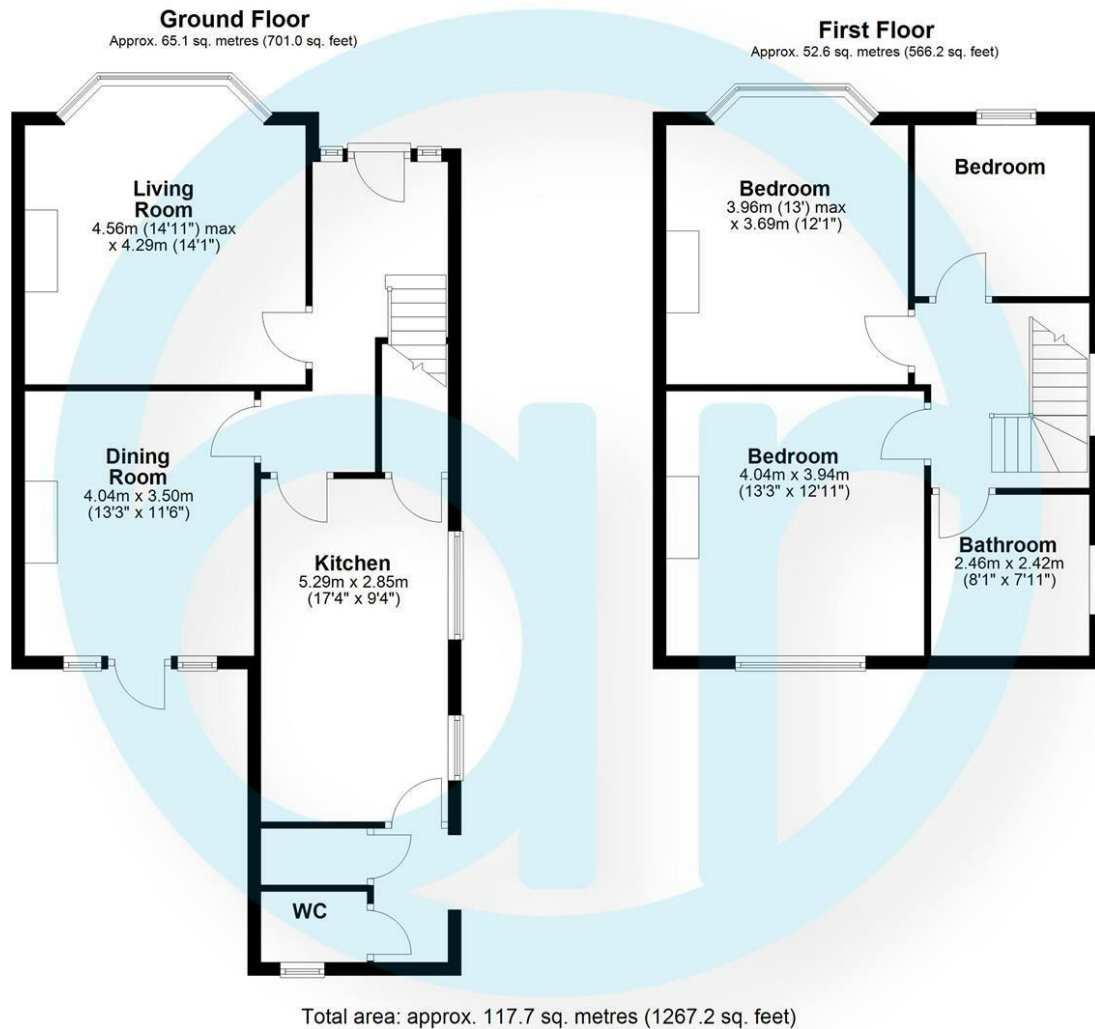 Ground Floor
Approx. 65.1 sq. metres (701.0 sq. feet)
Living
Room
4.56m (14'11") max
x 4.29m (14'1")
Dining
Room
4.04m x 3.50m
(13'3" x 11'6")
Kitchen
5.29m x 2.85m
(17'4" x 9'4")
WC
First Floor
Approx. 52.6 sq. metres (566.2 sq. feet)
Bedroom
3.96m (13') max
x 3.69m (12'1")
Bedroom
Bedroom
4.04m x 3.94m
(13'3" x 12'11")
Bathroom
2.46m x 2.42m
(8'1" x 7'11")
Total area: approx. 117.7 sq. metres (1267.2 sq. feet)
ar